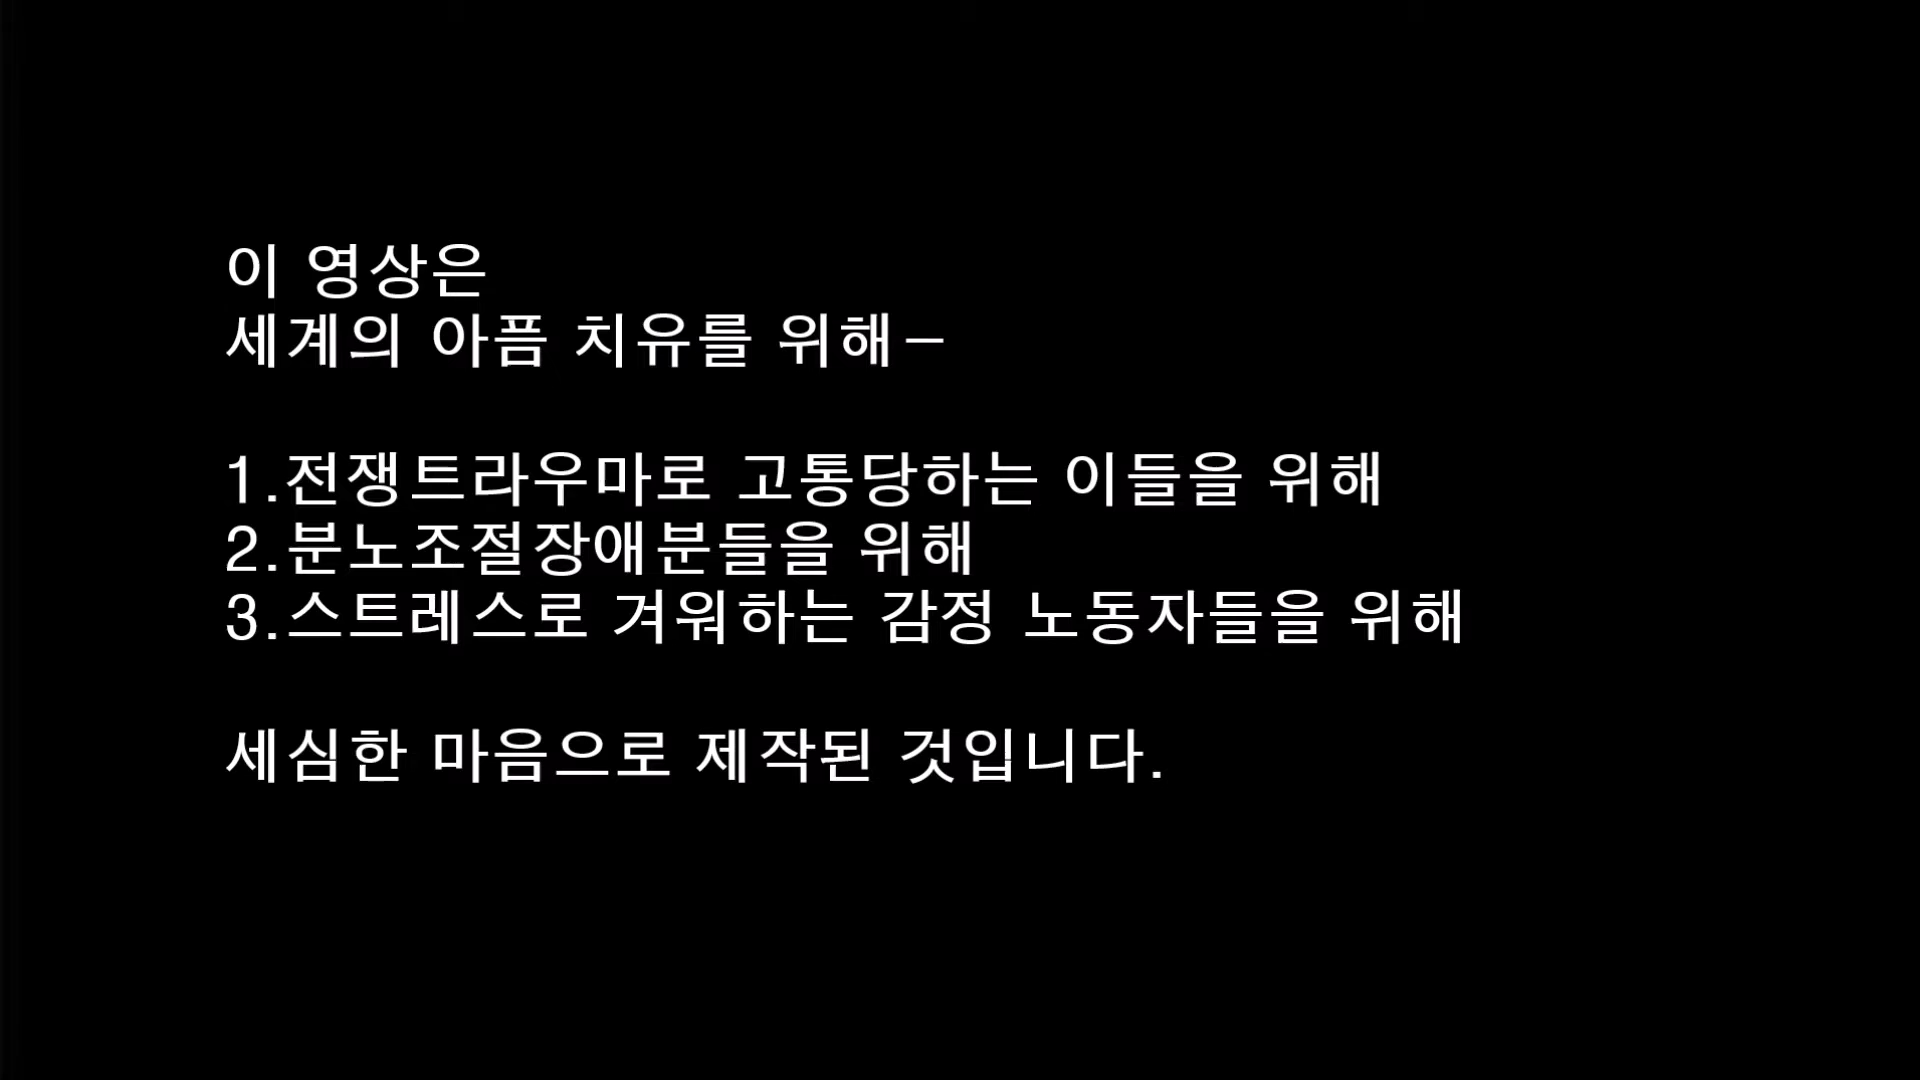 이 영상은
세계의 아픔 치유를 위해-
1.전쟁트라우마로 고통당하는 이들을 위해
2.분노조절장애분들을 위해
3.스트레스로 겨워하는 감정 노동자들을 위해
세심한 마음으로 제작된 것입니다.